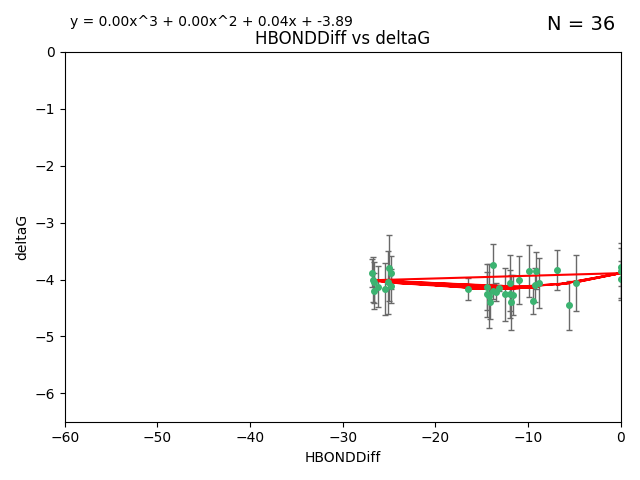 y = 0.00x^3 + 0.00x^2 + 0.04x + -3.89
N = 36
HBONDDiff vs deltaG
0
−1
−2
−3
−4
−5
−6
deltaG
−60
−50
−40
−30
−20
−10
0
HBONDDiff